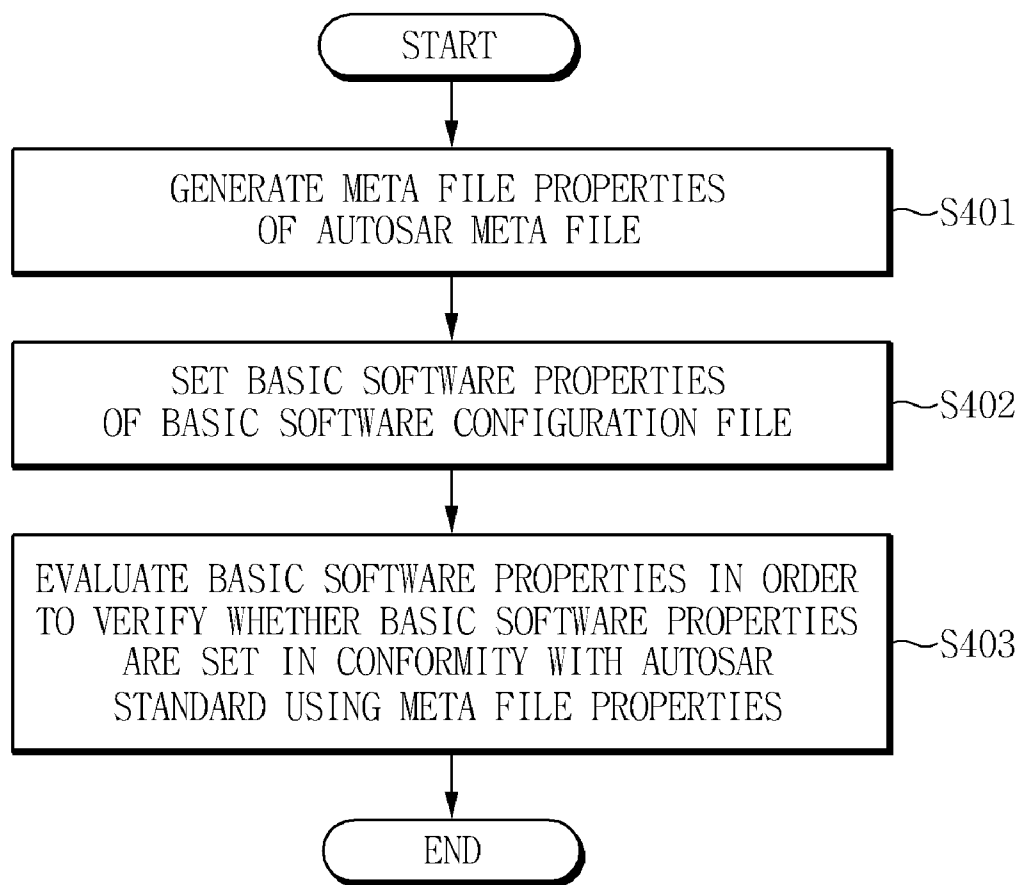 START
GENERATE META FILE PROPERTIES
OF AUTOSAR META FILE
S401
SET BASIC SOFTWARE PROPERTIES
OF BASIC SOFTWARE CONFIGURATION FILE
S402
EVALUATE BASIC SOFTWARE PROPERTIES IN ORDER
TO VERIFY WHETHER BASIC SOFTWARE PROPERTIES
ARE SET IN CONFORMITY WITH AUTOSAR
STANDARD USING META FILE PROPERTIES
S403
END